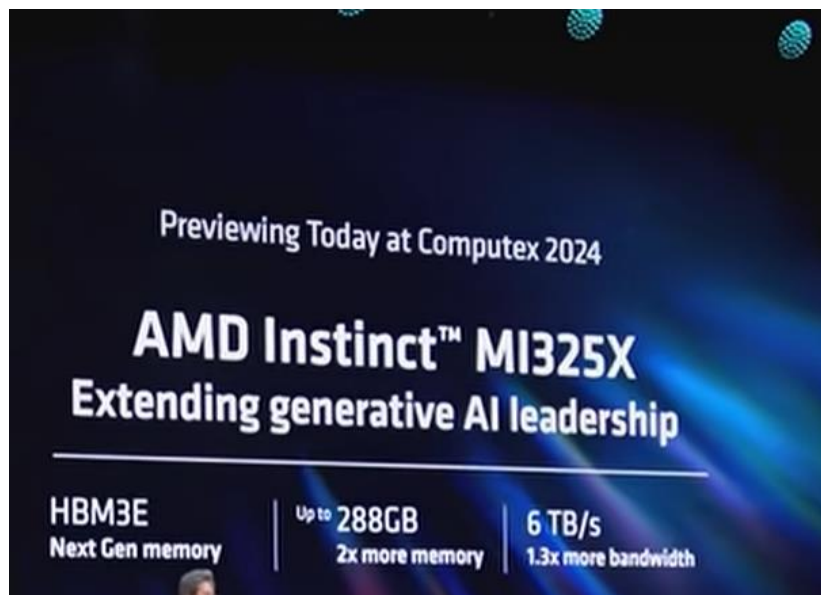 Previewing Today at Computex 2024
AMD Instinct™ MI325X
Extending generative AI leadership
HBM3E
Next Gen memory
Up to 288GB
2x more memory
6 TB/s
1.3x more bandwidth